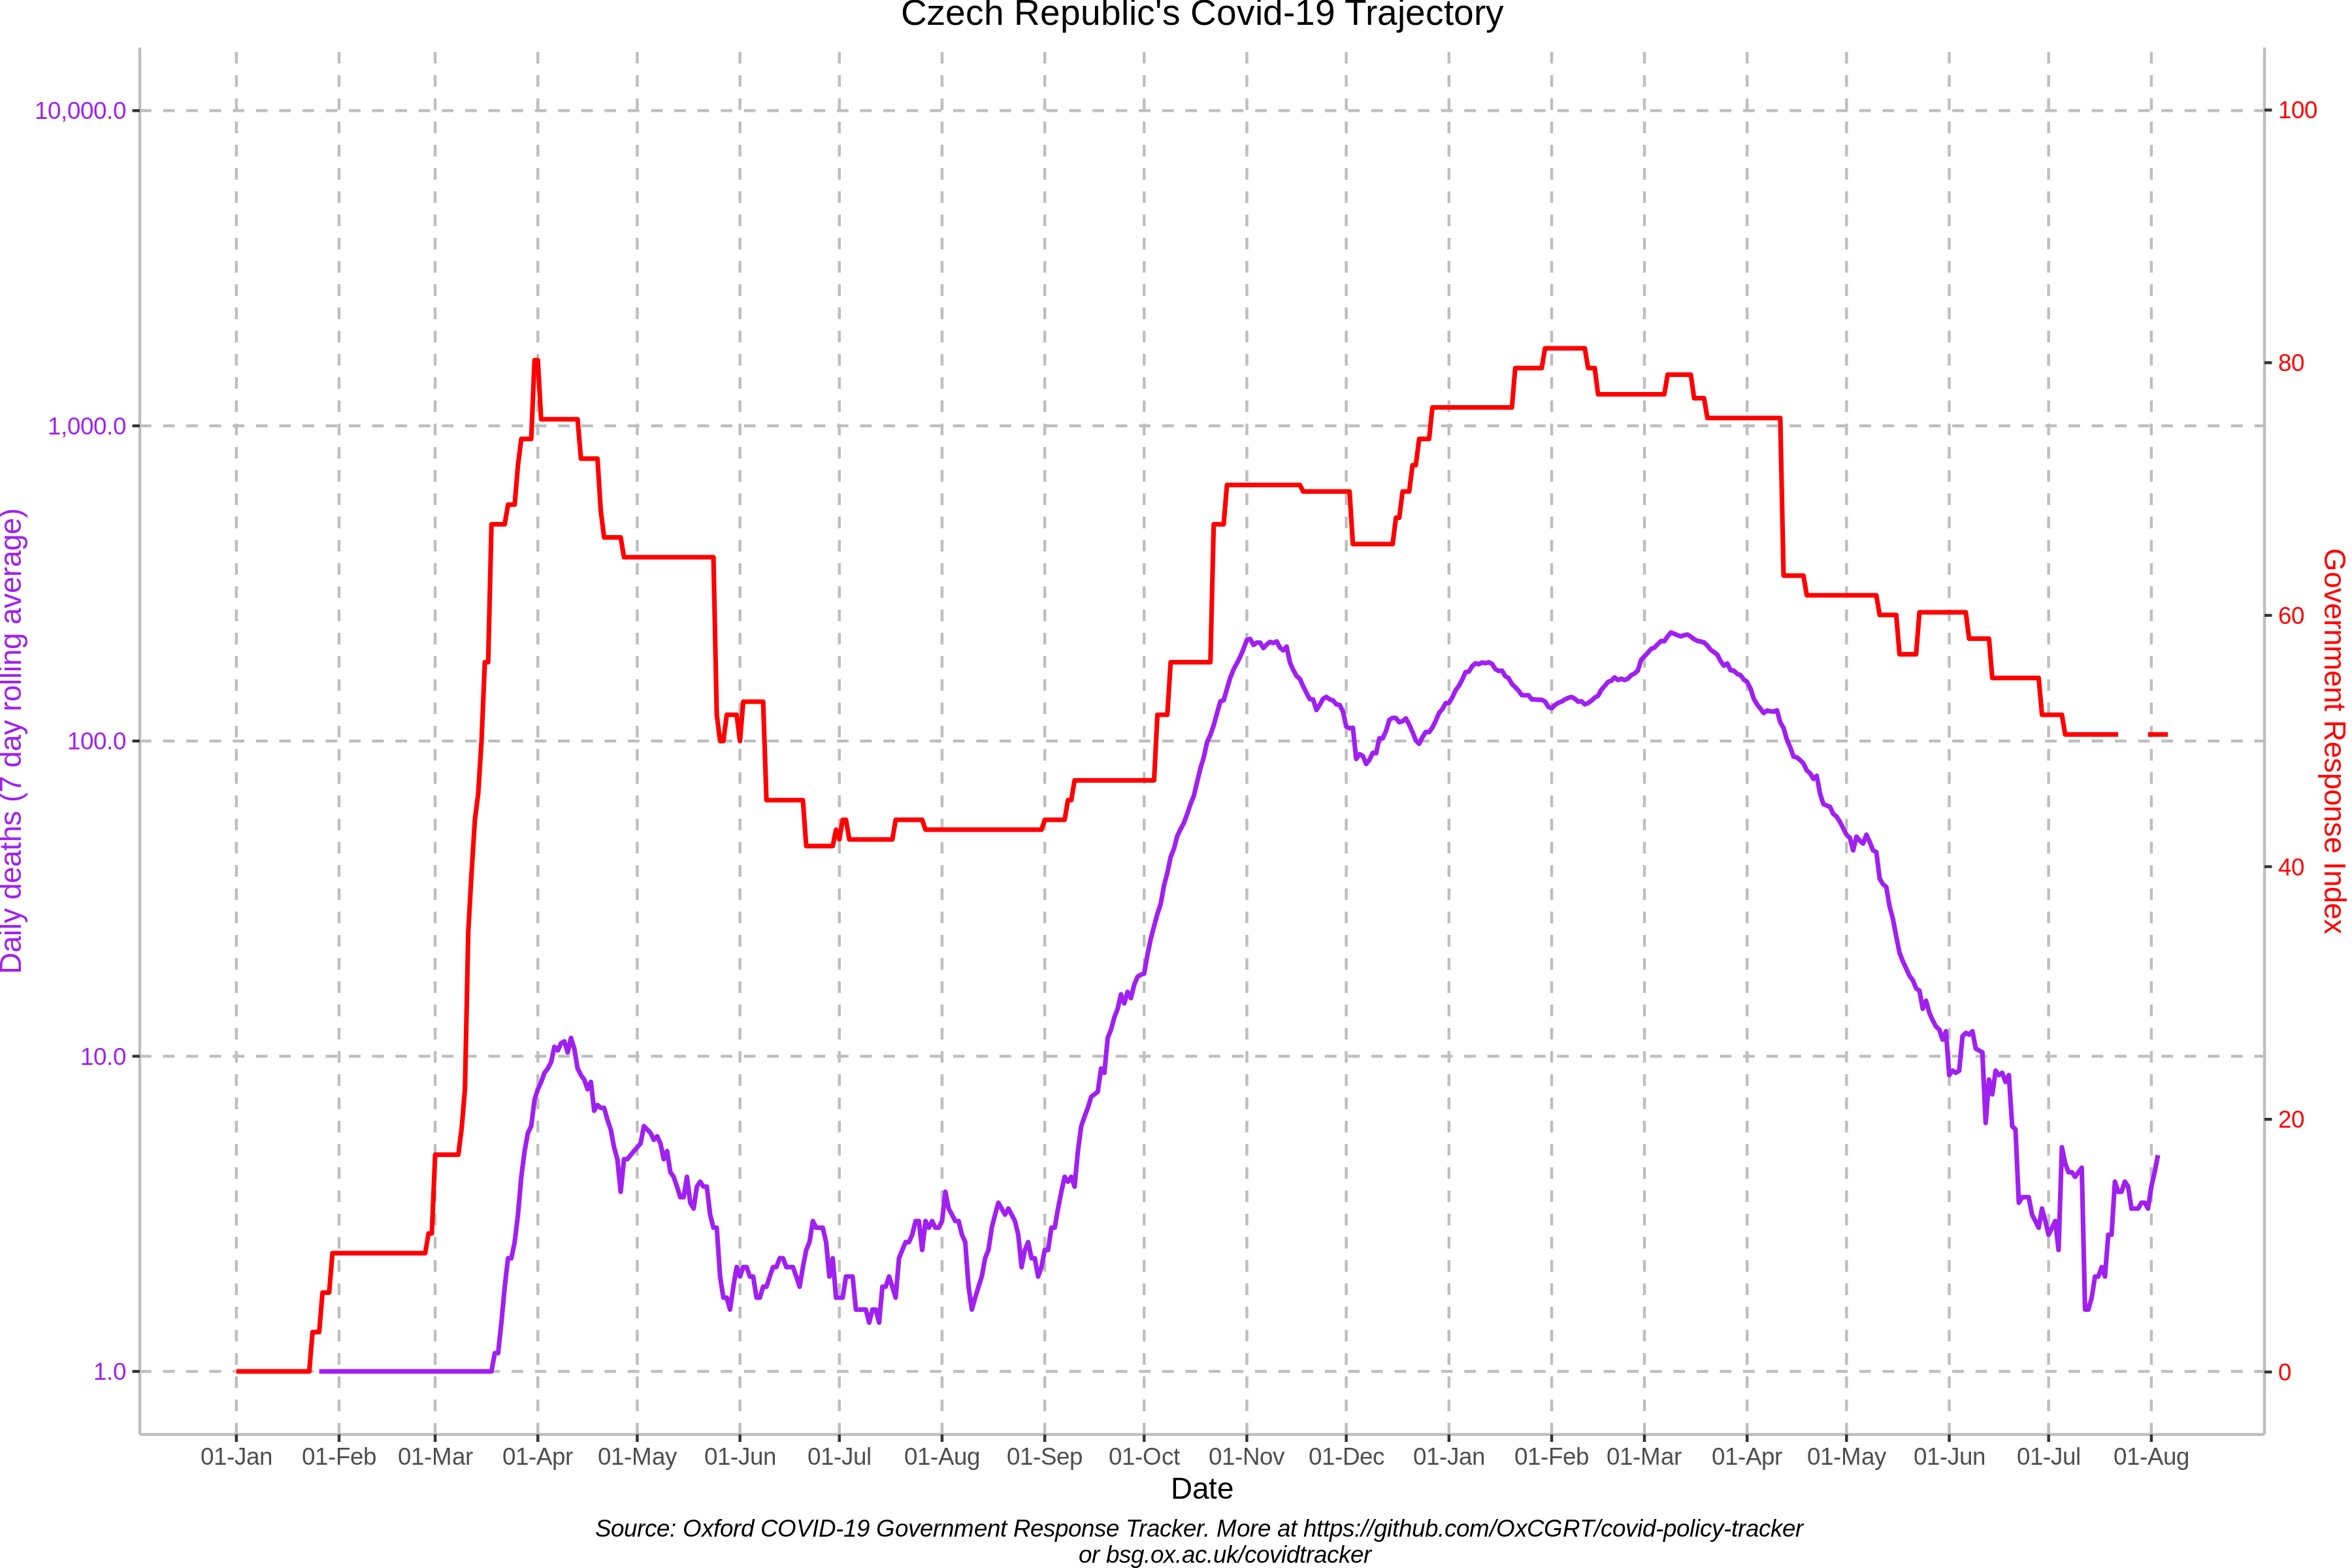 Czech Republic's Covid-19 Trajectory
10,000.0
1,000.0
100.0
10.0
1.0
Daily deaths (7 day rolling average)
100
80
60
40
20
0
Government Response Index
01-Jan 01-Feb 01-Mar 01-Apr 01-May 01-Jun 01-Jul 01-Aug 01-Sep 01-Oct 01-Nov 01-Dec 01-Jan 01-Feb 01-Mar 01-Apr 01-May 01-Jun 01-Jul 01-Aug
Date
Source: Oxford COVID-19 Government Response Tracker. More at https://github.com/OxCGRT/covid-policy-tracker
or bsg.ox.ac.uk/covidtracker